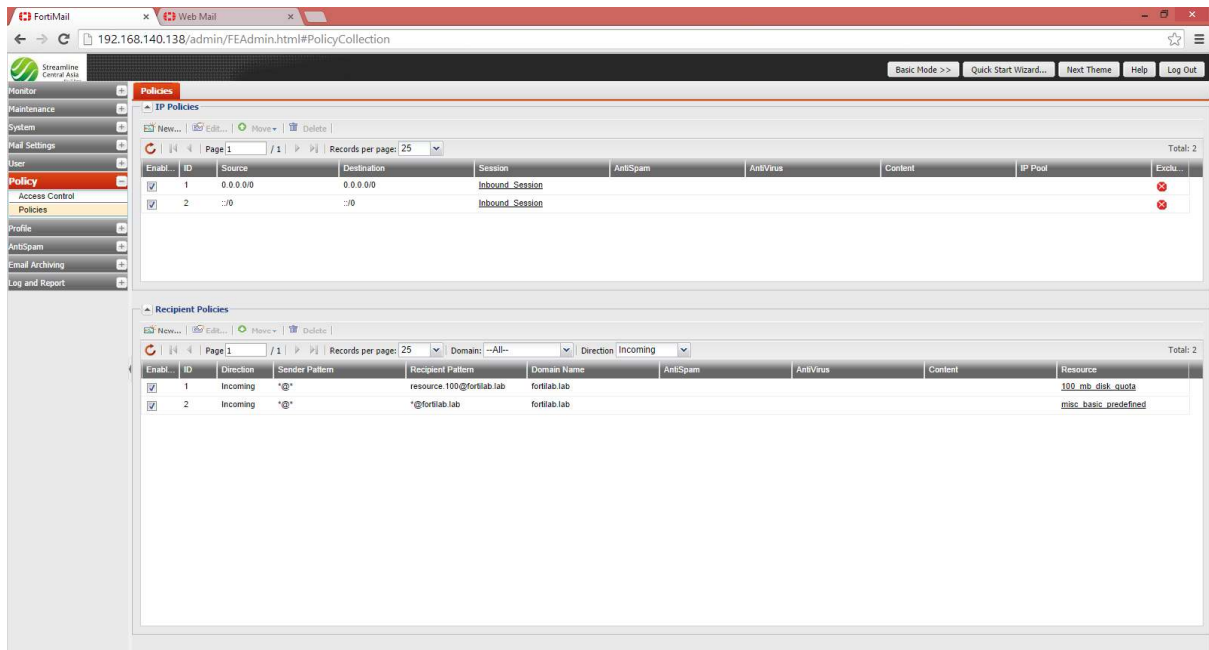 FortiMail Web Mail
192.168.140.138/admin/FEAdmin.html#PolicyCollection
Streamline
Central Asia
Basic Mode >> Quick Start Wizard... Next Theme Help Log Out
Monitor
Maintenance
System
Mail Settings
User
Policy
Access Control
Policies
Profile
AntiSpam
Email Archiving
Log and Report
Policies
IP Policies
New... Edit... Move Delete
Page 1 / 1 Records per page: 25 Total: 2
Enabl... ID Source Destination Session AntiSpam AntiVirus Content IP Pool Exclu...
1 0.0.0.0/0 0.0.0.0/0 Inbound_Session
2 ::/0 ::/0 Inbound_Session
Recipient Policies
New... Edit... Move Delete
Page 1 / 1 Records per page: 25 Domain: --All-- Direction Incoming Total: 2
Enabl... ID Direction Sender Pattern Recipient Pattern Domain Name AntiSpam AntiVirus Content Resource
1 Incoming *@* resource.100@fortilab.lab fortilab.lab 100_mb_disk_quota
2 Incoming *@* *@fortilab.lab fortilab.lab misc_basic_predefined